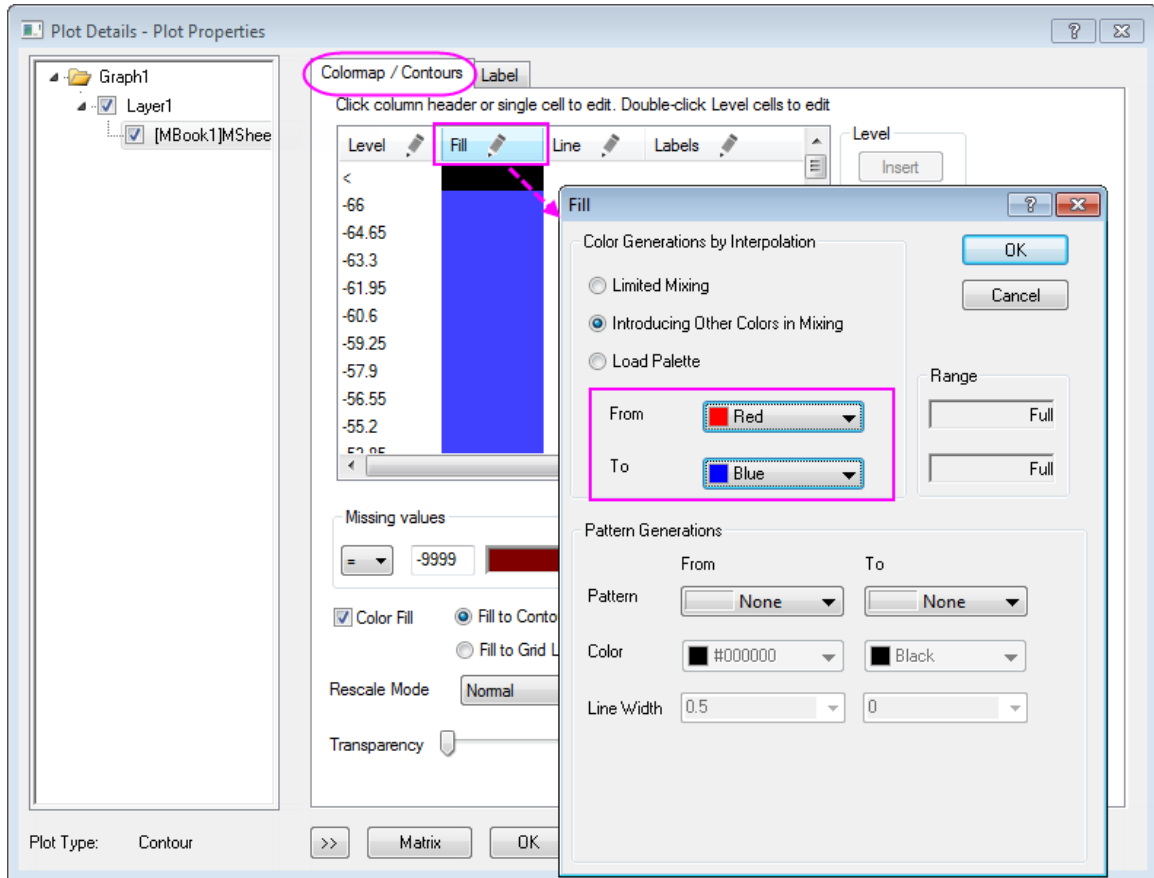 Plot Details - Plot Properties
Graph1
Layer1
[MBook1]MShee
Colormap / Contours
Label
Click column header or single cell to edit. Double-click Level cells to edit
Level Fill Line Labels
<
-66
-64.65
-63.3
-61.95
-60.6
-59.25
-57.9
-56.55
-55.2
Level
Insert
Missing values
= -9999
Color Fill
Fill to Conto
Fill to Grid L
Rescale Mode Normal
Transparency
Plot Type: Contour
>> Matrix OK
Fill
Color Generations by Interpolation
Limited Mixing
Introducing Other Colors in Mixing
Load Palette
From Red
To Blue
OK
Cancel
Range
Full
Full
Pattern Generations
From To
Pattern None None
Color #000000 Black
Line Width 0.5 0